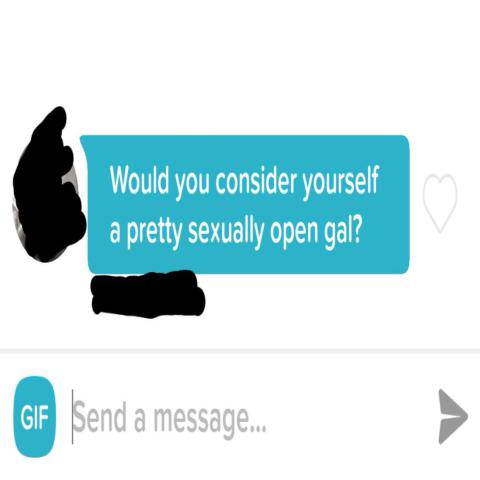 Would you consider yourself
a pretty sexually open gal?
GIF Send a message...